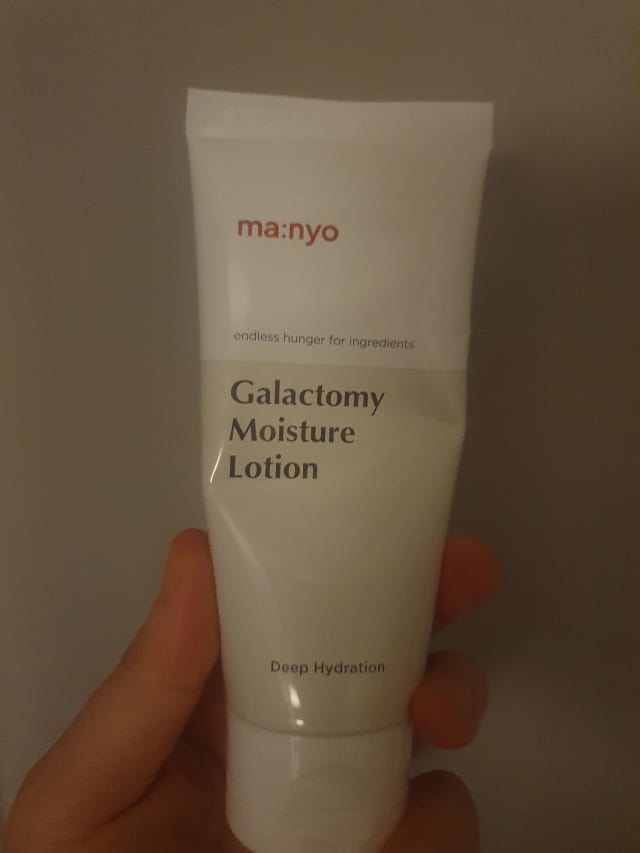 ma:nyo
endless hunger for ingredients
Galactomy
Moisture
Lotion
Deep Hydration